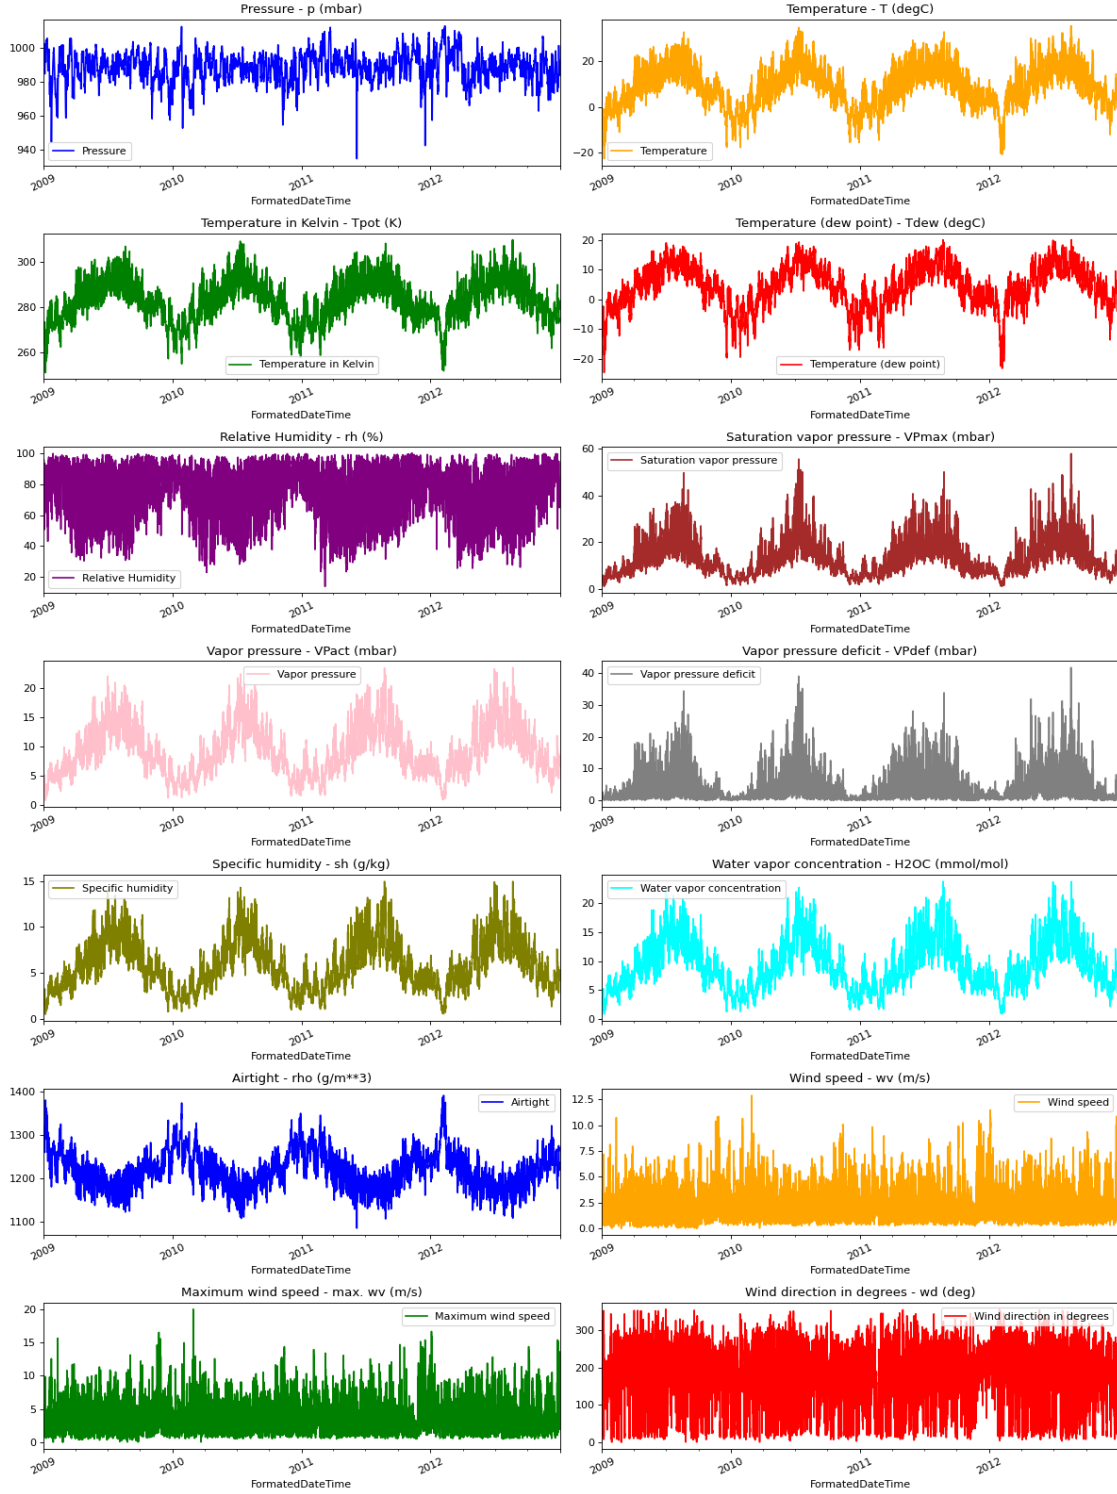 Pressure - p (mbar)
1000
980
960
940
Pressure
2009
2010
2011
2012
FormatedDateTime
Temperature - T (degC)
20
0
−20
Temperature
2009
2010
2011
2012
FormatedDateTime
Temperature in Kelvin - Tpot (K)
300
280
260
Temperature in Kelvin
2009
2010
2011
2012
FormatedDateTime
Temperature (dew point) - Tdew (degC)
20
10
0
−10
−20
Temperature (dew point)
2009
2010
2011
2012
FormatedDateTime
Relative Humidity - rh (%)
100
80
60
40
20
Relative Humidity
2009
2010
2011
2012
FormatedDateTime
Saturation vapor pressure - VPmax (mbar)
60
40
20
0
Saturation vapor pressure
2009
2010
2011
2012
FormatedDateTime
Vapor pressure - VPact (mbar)
20
15
10
5
0
Vapor pressure
2009
2010
2011
2012
FormatedDateTime
Vapor pressure deficit - VPdef (mbar)
40
30
20
10
0
Vapor pressure deficit
2009
2010
2011
2012
FormatedDateTime
Specific humidity - sh (g/kg)
15
10
5
0
Specific humidity
2009
2010
2011
2012
FormatedDateTime
Water vapor concentration - H2OC (mmol/mol)
20
15
10
5
0
Water vapor concentration
2009
2010
2011
2012
FormatedDateTime
Airtight - rho (g/m**3)
1400
1300
1200
1100
Airtight
2009
2010
2011
2012
FormatedDateTime
Wind speed - wv (m/s)
12.5
10.0
7.5
5.0
2.5
0.0
Wind speed
2009
2010
2011
2012
FormatedDateTime
Maximum wind speed - max. wv (m/s)
20
15
10
5
0
Maximum wind speed
2009
2010
2011
2012
FormatedDateTime
Wind direction in degrees - wd (deg)
300
200
100
0
Wind direction in degrees
2009
2010
2011
2012
FormatedDateTime